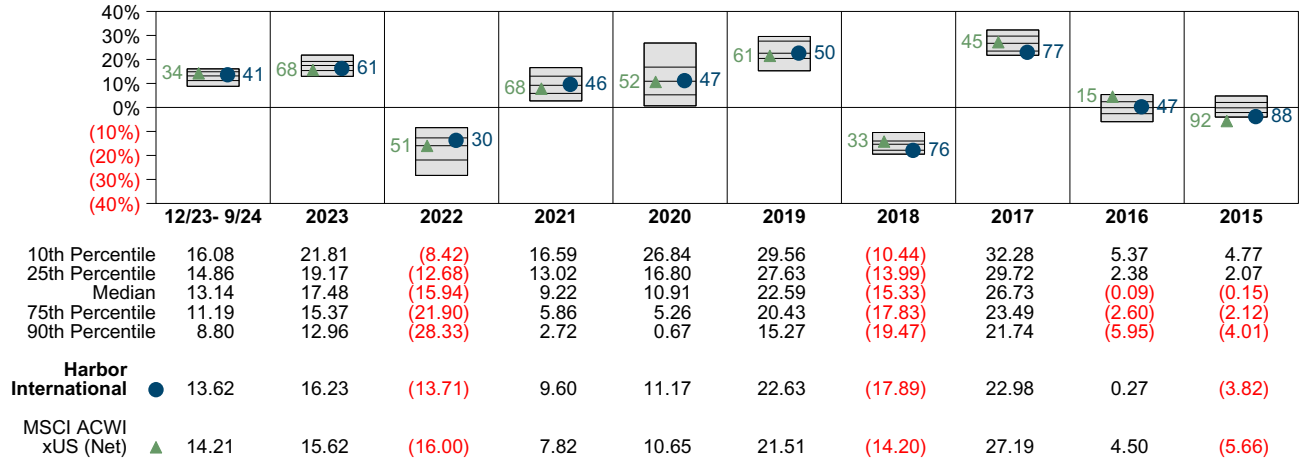 40%
30%
20%
10%
0%
(10%)
(20%)
(30%)
(40%)
34 41
68 61
51 30
68 46
52 47
61 50
33 76
45 77
15 47
92 88
12/23- 9/24 2023 2022 2021 2020 2019 2018 2017 2016 2015
10th Percentile 16.08 21.81 (8.42) 16.59 26.84 29.56 (10.44) 32.28 5.37 4.77
25th Percentile 14.86 19.17 (12.68) 13.02 16.80 27.63 (13.99) 29.72 2.38 2.07
Median 13.14 17.48 (15.94) 9.22 10.91 22.59 (15.33) 26.73 (0.09) (0.15)
75th Percentile 11.19 15.37 (21.90) 5.86 5.26 20.43 (17.83) 23.49 (2.60) (2.12)
90th Percentile 8.80 12.96 (28.33) 2.72 0.67 15.27 (19.47) 21.74 (5.95) (4.01)
Harbor
International 13.62 16.23 (13.71) 9.60 11.17 22.63 (17.89) 22.98 0.27 (3.82)
MSCI ACWI
xUS (Net) 14.21 15.62 (16.00) 7.82 10.65 21.51 (14.20) 27.19 4.50 (5.66)